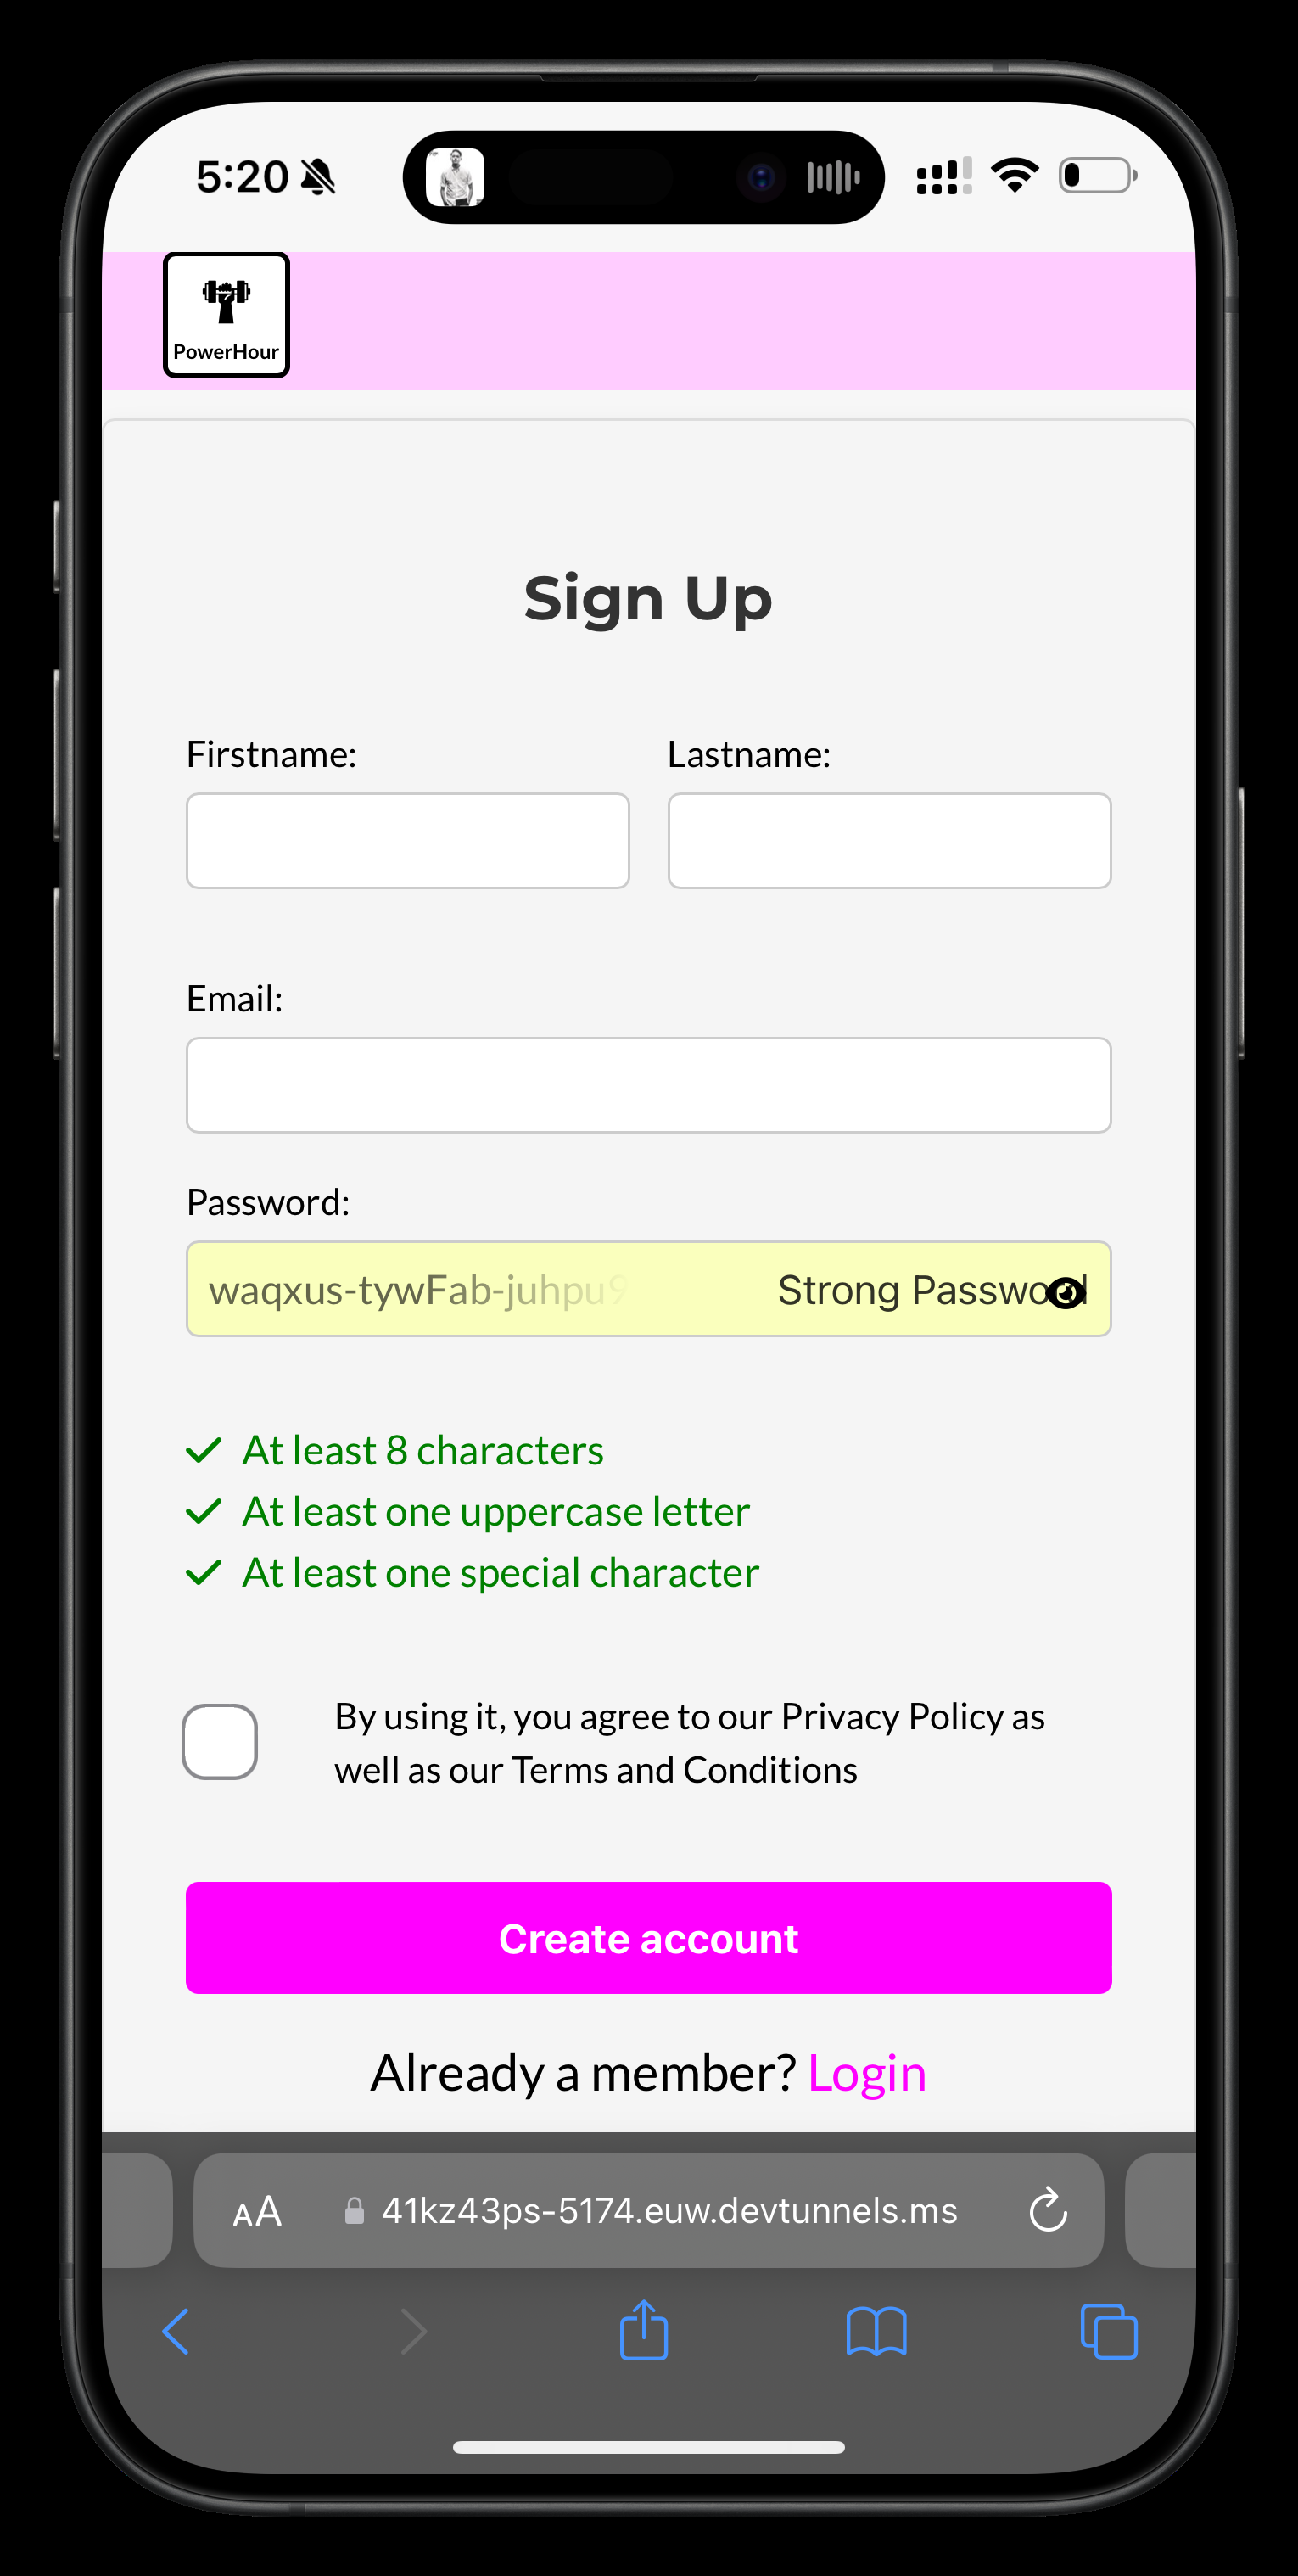 5:20
PowerHour
Sign Up
Firstname: Lastname:
Email:
Password:
waqxus-tywFab-juhpu9 Strong Password
At least 8 characters
At least one uppercase letter
At least one special character
By using it, you agree to our Privacy Policy as
well as our Terms and Conditions
Create account
Already a member? Login
AA 41kz43ps-5174.euw.devtunnels.ms